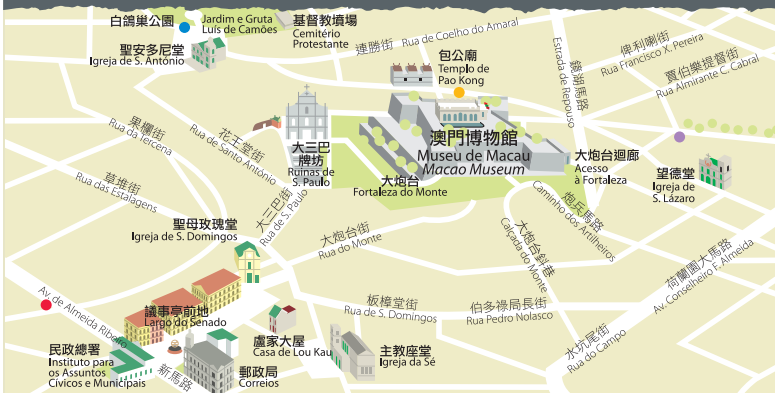 白鴿巢公園
Jardim e Gruta
Luís de Camões
基督教墳場
Cemitério
Protestante
聖安多尼堂
Igreja de S. António
連勝街 Rua de Coelho do Amaral
包公廟
Templo de
Pao Kong
鏡湖馬路
Estrada de Repouso
俾利喇街
Rua Francisco X. Pereira
賈伯樂提督街
Rua Almirante C. Cabral
果欄街
Rua da Tercena
花王堂街
Rua de Santo António
大三巴
牌坊
Ruinas de
S. Paulo
澳門博物館
Museu de Macau
Macao Museum
大炮台
Fortaleza do Monte
大炮台迴廊
Acesso
à Fortaleza
望德堂
Igreja de
S. Lázaro
草堆街
Rua das Estalagens
大三巴街
Rua de S. Paulo
聖母玫瑰堂
Igreja de S. Domingos
大炮台街
Rua do Monte
大炮台斜巷
Calçada do Monte
炮兵馬路
Caminho dos Artilheiros
荷蘭園大馬路
Av. Conselheiro F. Almeida
Av. de Almeida Ribeiro
議事亭前地
Largo do Senado
板樟堂街
Rua de S. Domingos
伯多祿局長街
Rua Pedro Nolasco
水坑尾街
Rua do Campo
民政總署
Instituto para
os Assuntos
Cívicos e Municipais
新馬路
郵政局
Correios
盧家大屋
Casa de Lou Kau
主教座堂
Igreja da Sé